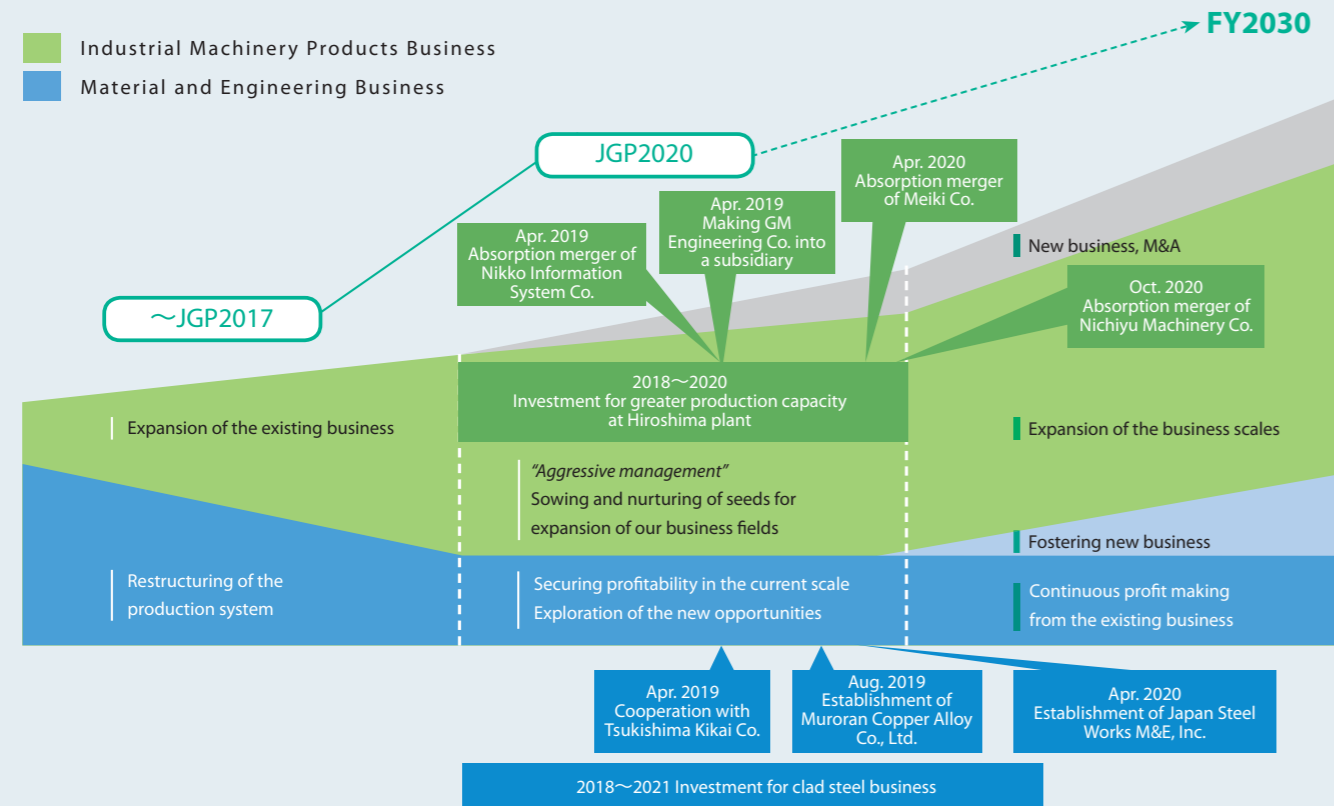 FY2030
Industrial Machinery Products Business
Material and Engineering Business
JGP2020
〜JGP2017
Apr. 2019
Absorption merger of
Nikko Information
System Co.
Apr. 2019
Making GM
Engineering Co. into
a subsidiary
Apr. 2020
Absorption merger
of Meiki Co.
New business, M&A
Oct. 2020
Absorption merger of
Nichiyu Machinery Co.
2018〜2020
Investment for greater production capacity
at Hiroshima plant
Expansion of the existing business
"Aggressive management"
Sowing and nurturing of seeds for
expansion of our business fields
Expansion of the business scales
Fostering new business
Restructuring of the
production system
Securing profitability in the current scale
Exploration of the new opportunities
Continuous profit making
from the existing business
Apr. 2019
Cooperation with
Tsukishima Kikai Co.
Aug. 2019
Establishment of
Muroran Copper Alloy
Co., Ltd.
Apr. 2020
Establishment of Japan Steel
Works M&E, Inc.
2018〜2021 Investment for clad steel business